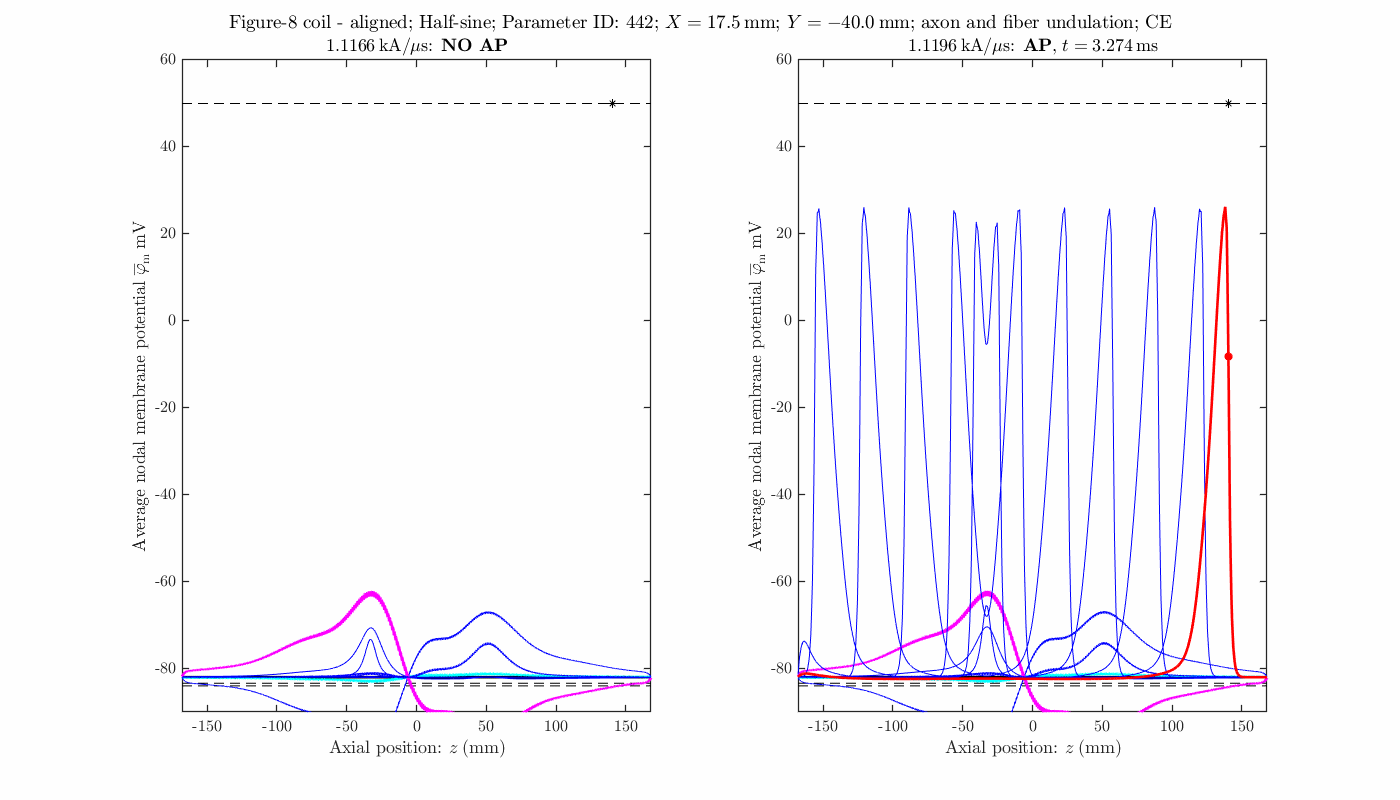 Figure-8 coil - aligned; Half-sine; Parameter ID: 442; X = 17.5 mm; Y = −40.0 mm; axon and fiber undulation; CE
1.1166 kA/μs: NO AP
60
40
20
0
-20
-40
-60
-80
Average nodal membrane potential φ̅m mV
-150 -100 -50 0 50 100 150
Axial position: z (mm)
1.1196 kA/μs: AP, t = 3.274 ms
60
40
20
0
-20
-40
-60
-80
Average nodal membrane potential φ̅m mV
-150 -100 -50 0 50 100 150
Axial position: z (mm)